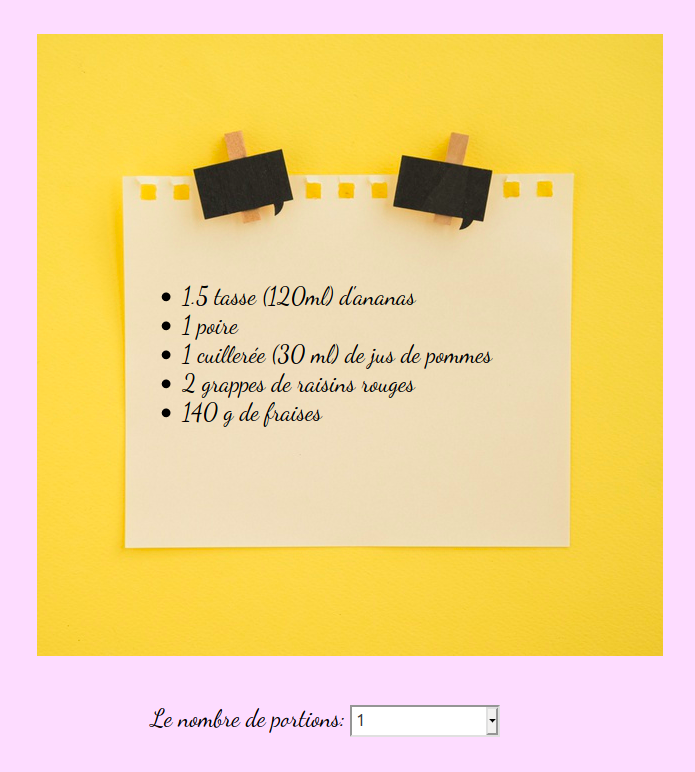 1.5 tasse (120ml) d'ananas
1 poire
1 cuillerée (30 ml) de jus de pommes
2 grappes de raisins rouges
140 g de fraises
Le nombre de portions: 1